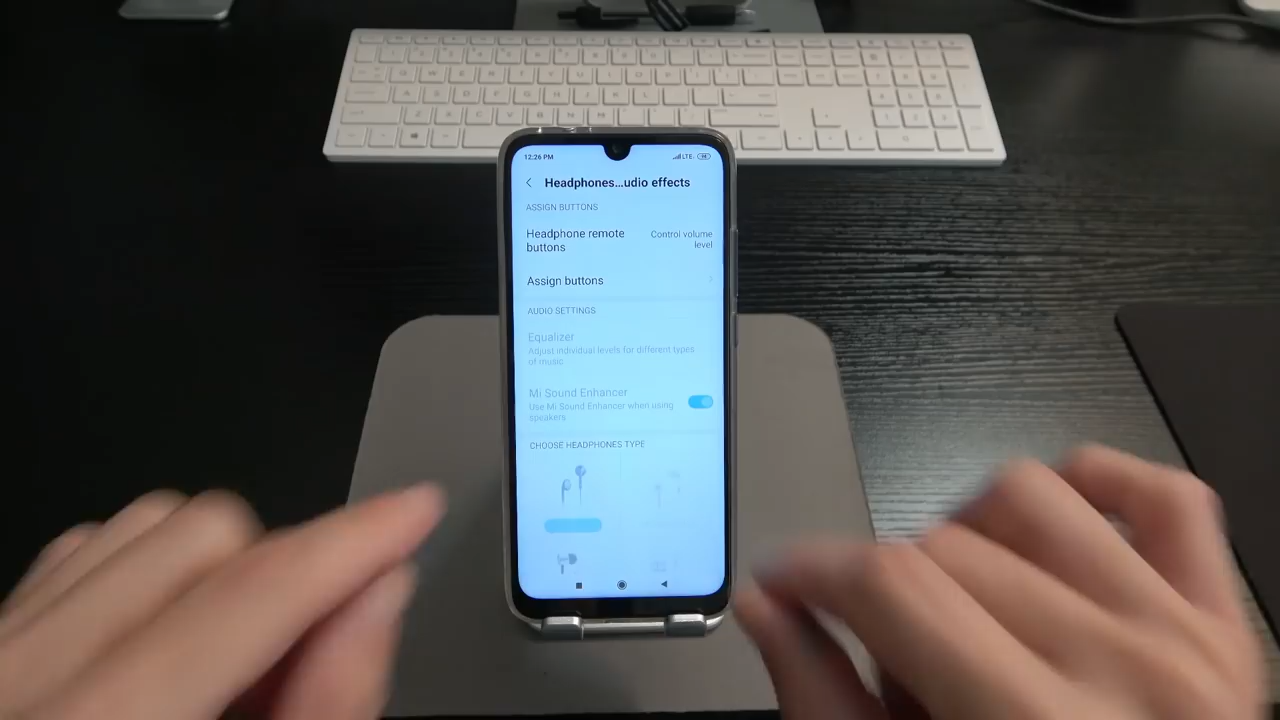 12:26 PM
LTE
Headphones...udio effects
ASSIGN BUTTONS
Headphone remote
buttons
Control volume
level
Assign buttons
AUDIO SETTINGS
Equalizer
Adjust individual levels for different types
of music
Mi Sound Enhancer
Use Mi Sound Enhancer when using
speakers
CHOOSE HEADPHONES TYPE